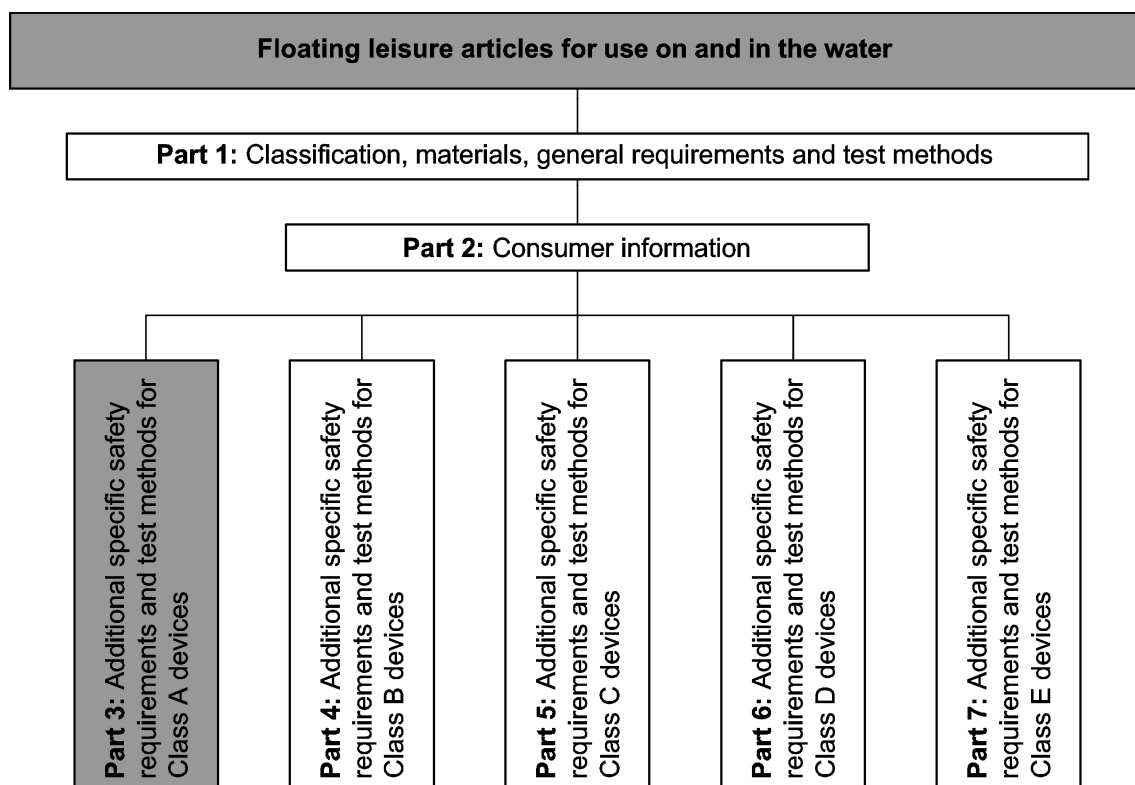 Floating leisure articles for use on and in the water
Part 1: Classification, materials, general requirements and test methods
Part 2: Consumer information
Part 3: Additional specific safety
requirements and test methods for
Class A devices
Part 4: Additional specific safety
requirements and test methods for
Class B devices
Part 5: Additional specific safety
requirements and test methods for
Class C devices
Part 6: Additional specific safety
requirements and test methods for
Class D devices
Part 7: Additional specific safety
requirements and test methods for
Class E devices